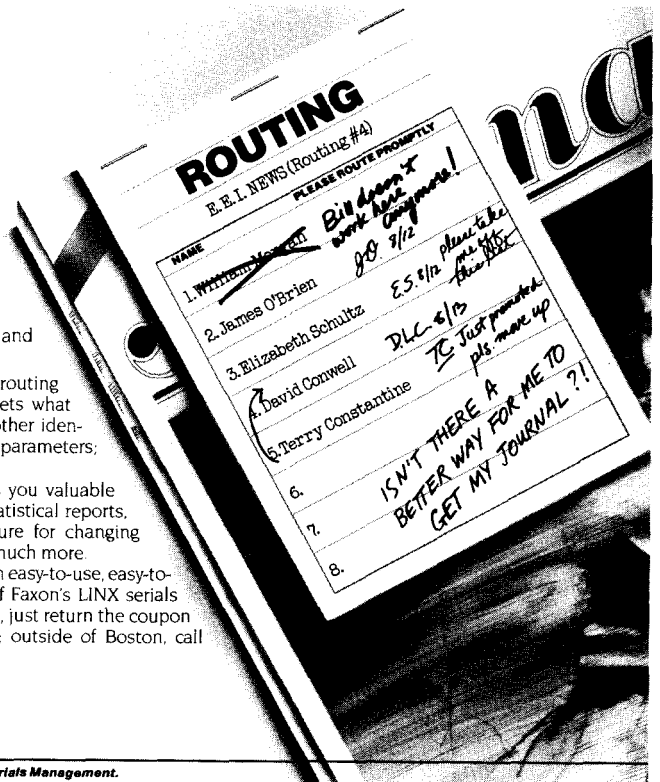 ROUTING
E.E.I. NEWS (Routing #4)
PLEASE ROUTE PROMPTLY
NAME
Bill doesn't
work here
anymore!
1. William Morgan
J.O. 8/12
2. James O'Brien
E.S. 8/12 please take
me off
this list
3. Elizabeth Schultz
D.L.C. 8/13
4. David Conwell
TC. Just promoted
pls. move up
5. Terry Constantine
6.
7.
8.
ISN'T THERE A
BETTER WAY FOR ME TO
GET MY JOURNAL?!
na
and
routing
ets what
other iden-
parameters;
you valuable
tatistical reports,
ure for changing
much more.
n easy-to-use, easy-to-
f Faxon's LINX serials
, just return the coupon
outside of Boston, call
rials Management.